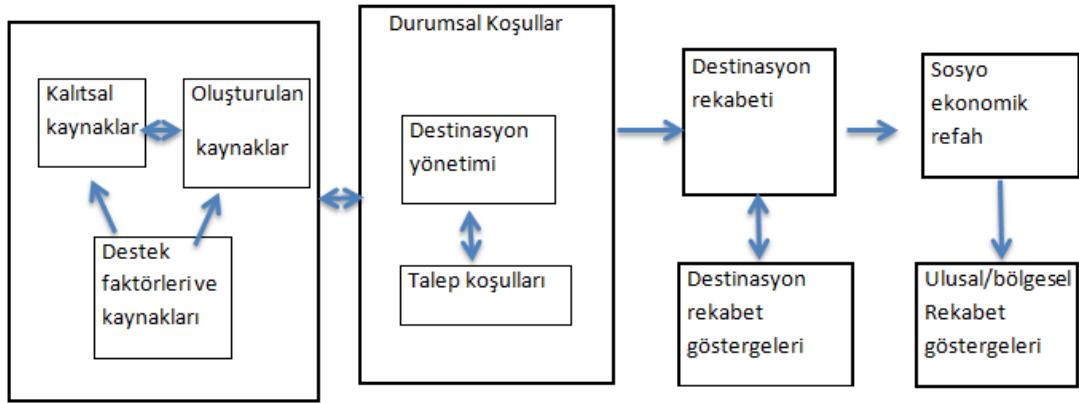 Kalıtsal
kaynaklar
Oluşturulan
kaynaklar
Destek
faktörleri ve
kaynakları
Durumsal Koşullar
Destinasyon
yönetimi
Talep koşulları
Destinasyon
rekabeti
Destinasyon
rekabet
göstergeleri
Sosyo
ekonomik
refah
Ulusal/bölgesel
Rekabet
göstergeleri